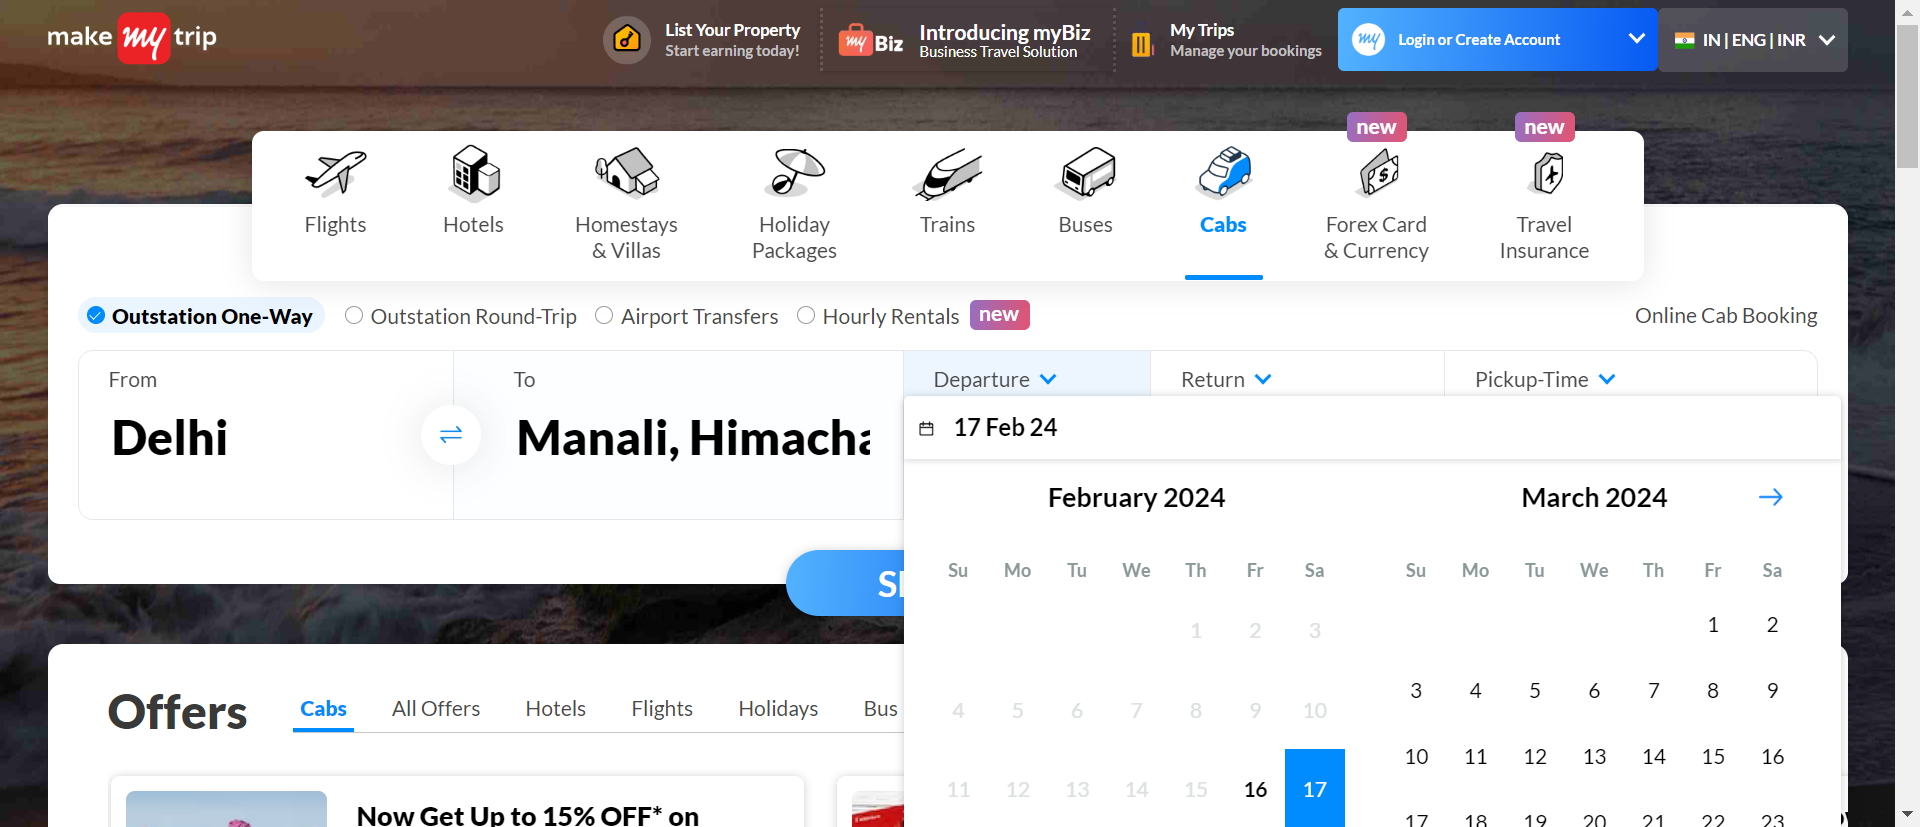 make my trip
List Your Property
Start earning today!
my Biz
Introducing myBiz
Business Travel Solution
My Trips
Manage your bookings
my
Login or Create Account
IN | ENG | INR
new
new
Flights
Hotels
Homestays
& Villas
Holiday
Packages
Trains
Buses
Cabs
Forex Card
& Currency
Travel
Insurance
Outstation One-Way
Outstation Round-Trip
Airport Transfers
Hourly Rentals
new
Online Cab Booking
From
Delhi
To
Manali, Himacha
Departure
Return
Pickup-Time
17 Feb 24
February 2024
March 2024
Su Mo Tu We Th Fr Sa
Su Mo Tu We Th Fr Sa
1 2 3
1 2
3 4 5 6 7 8 9
4 5 6 7 8 9 10
10 11 12 13 14 15 16
11 12 13 14 15 16 17
17 18 19 20 21 22 23
Offers
Cabs
All Offers
Hotels
Flights
Holidays
Bus
Now Get Up to 15% OFF* on